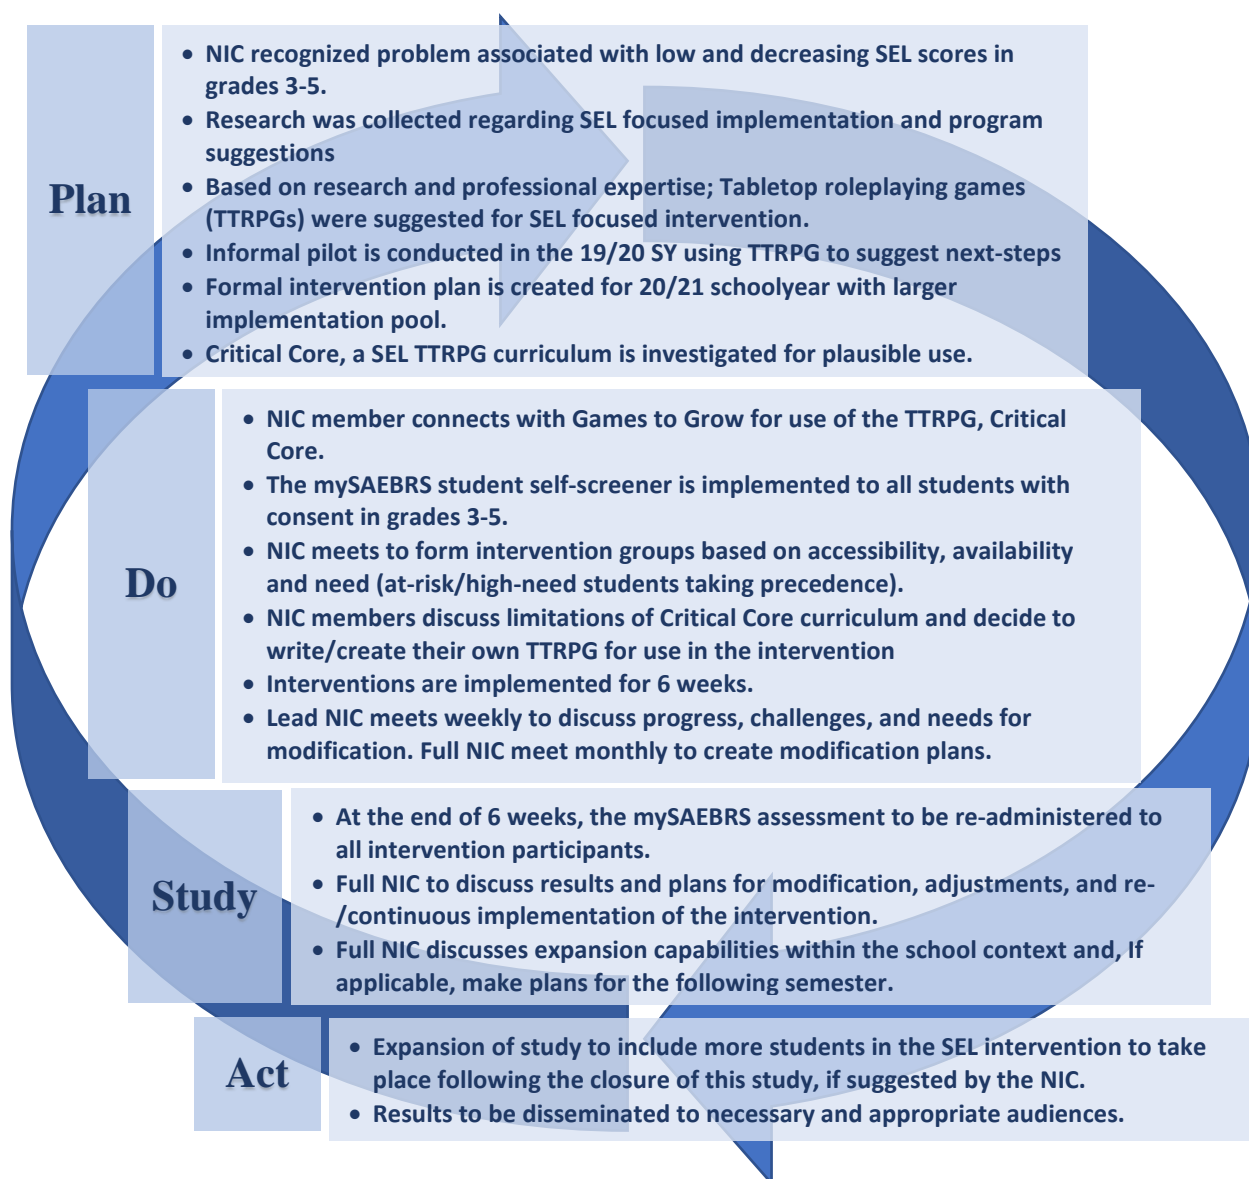 Plan
• NIC recognized problem associated with low and decreasing SEL scores in
grades 3-5.
• Research was collected regarding SEL focused implementation and program
suggestions
• Based on research and professional expertise; Tabletop roleplaying games
(TTRPGs) were suggested for SEL focused intervention.
• Informal pilot is conducted in the 19/20 SY using TTRPG to suggest next-steps
• Formal intervention plan is created for 20/21 schoolyear with larger
implementation pool.
• Critical Core, a SEL TTRPG curriculum is investigated for plausible use.
Do
• NIC member connects with Games to Grow for use of the TTRPG, Critical
Core.
• The mySAEBRS student self-screener is implemented to all students with
consent in grades 3-5.
• NIC meets to form intervention groups based on accessibility, availability
and need (at-risk/high-need students taking precedence).
• NIC members discuss limitations of Critical Core curriculum and decide to
write/create their own TTRPG for use in the intervention
• Interventions are implemented for 6 weeks.
• Lead NIC meets weekly to discuss progress, challenges, and needs for
modification. Full NIC meet monthly to create modification plans.
Study
• At the end of 6 weeks, the mySAEBRS assessment to be re-administered to
all intervention participants.
• Full NIC to discuss results and plans for modification, adjustments, and re-
/continuous implementation of the intervention.
• Full NIC discusses expansion capabilities within the school context and, If
applicable, make plans for the following semester.
Act
• Expansion of study to include more students in the SEL intervention to take
place following the closure of this study, if suggested by the NIC.
• Results to be disseminated to necessary and appropriate audiences.